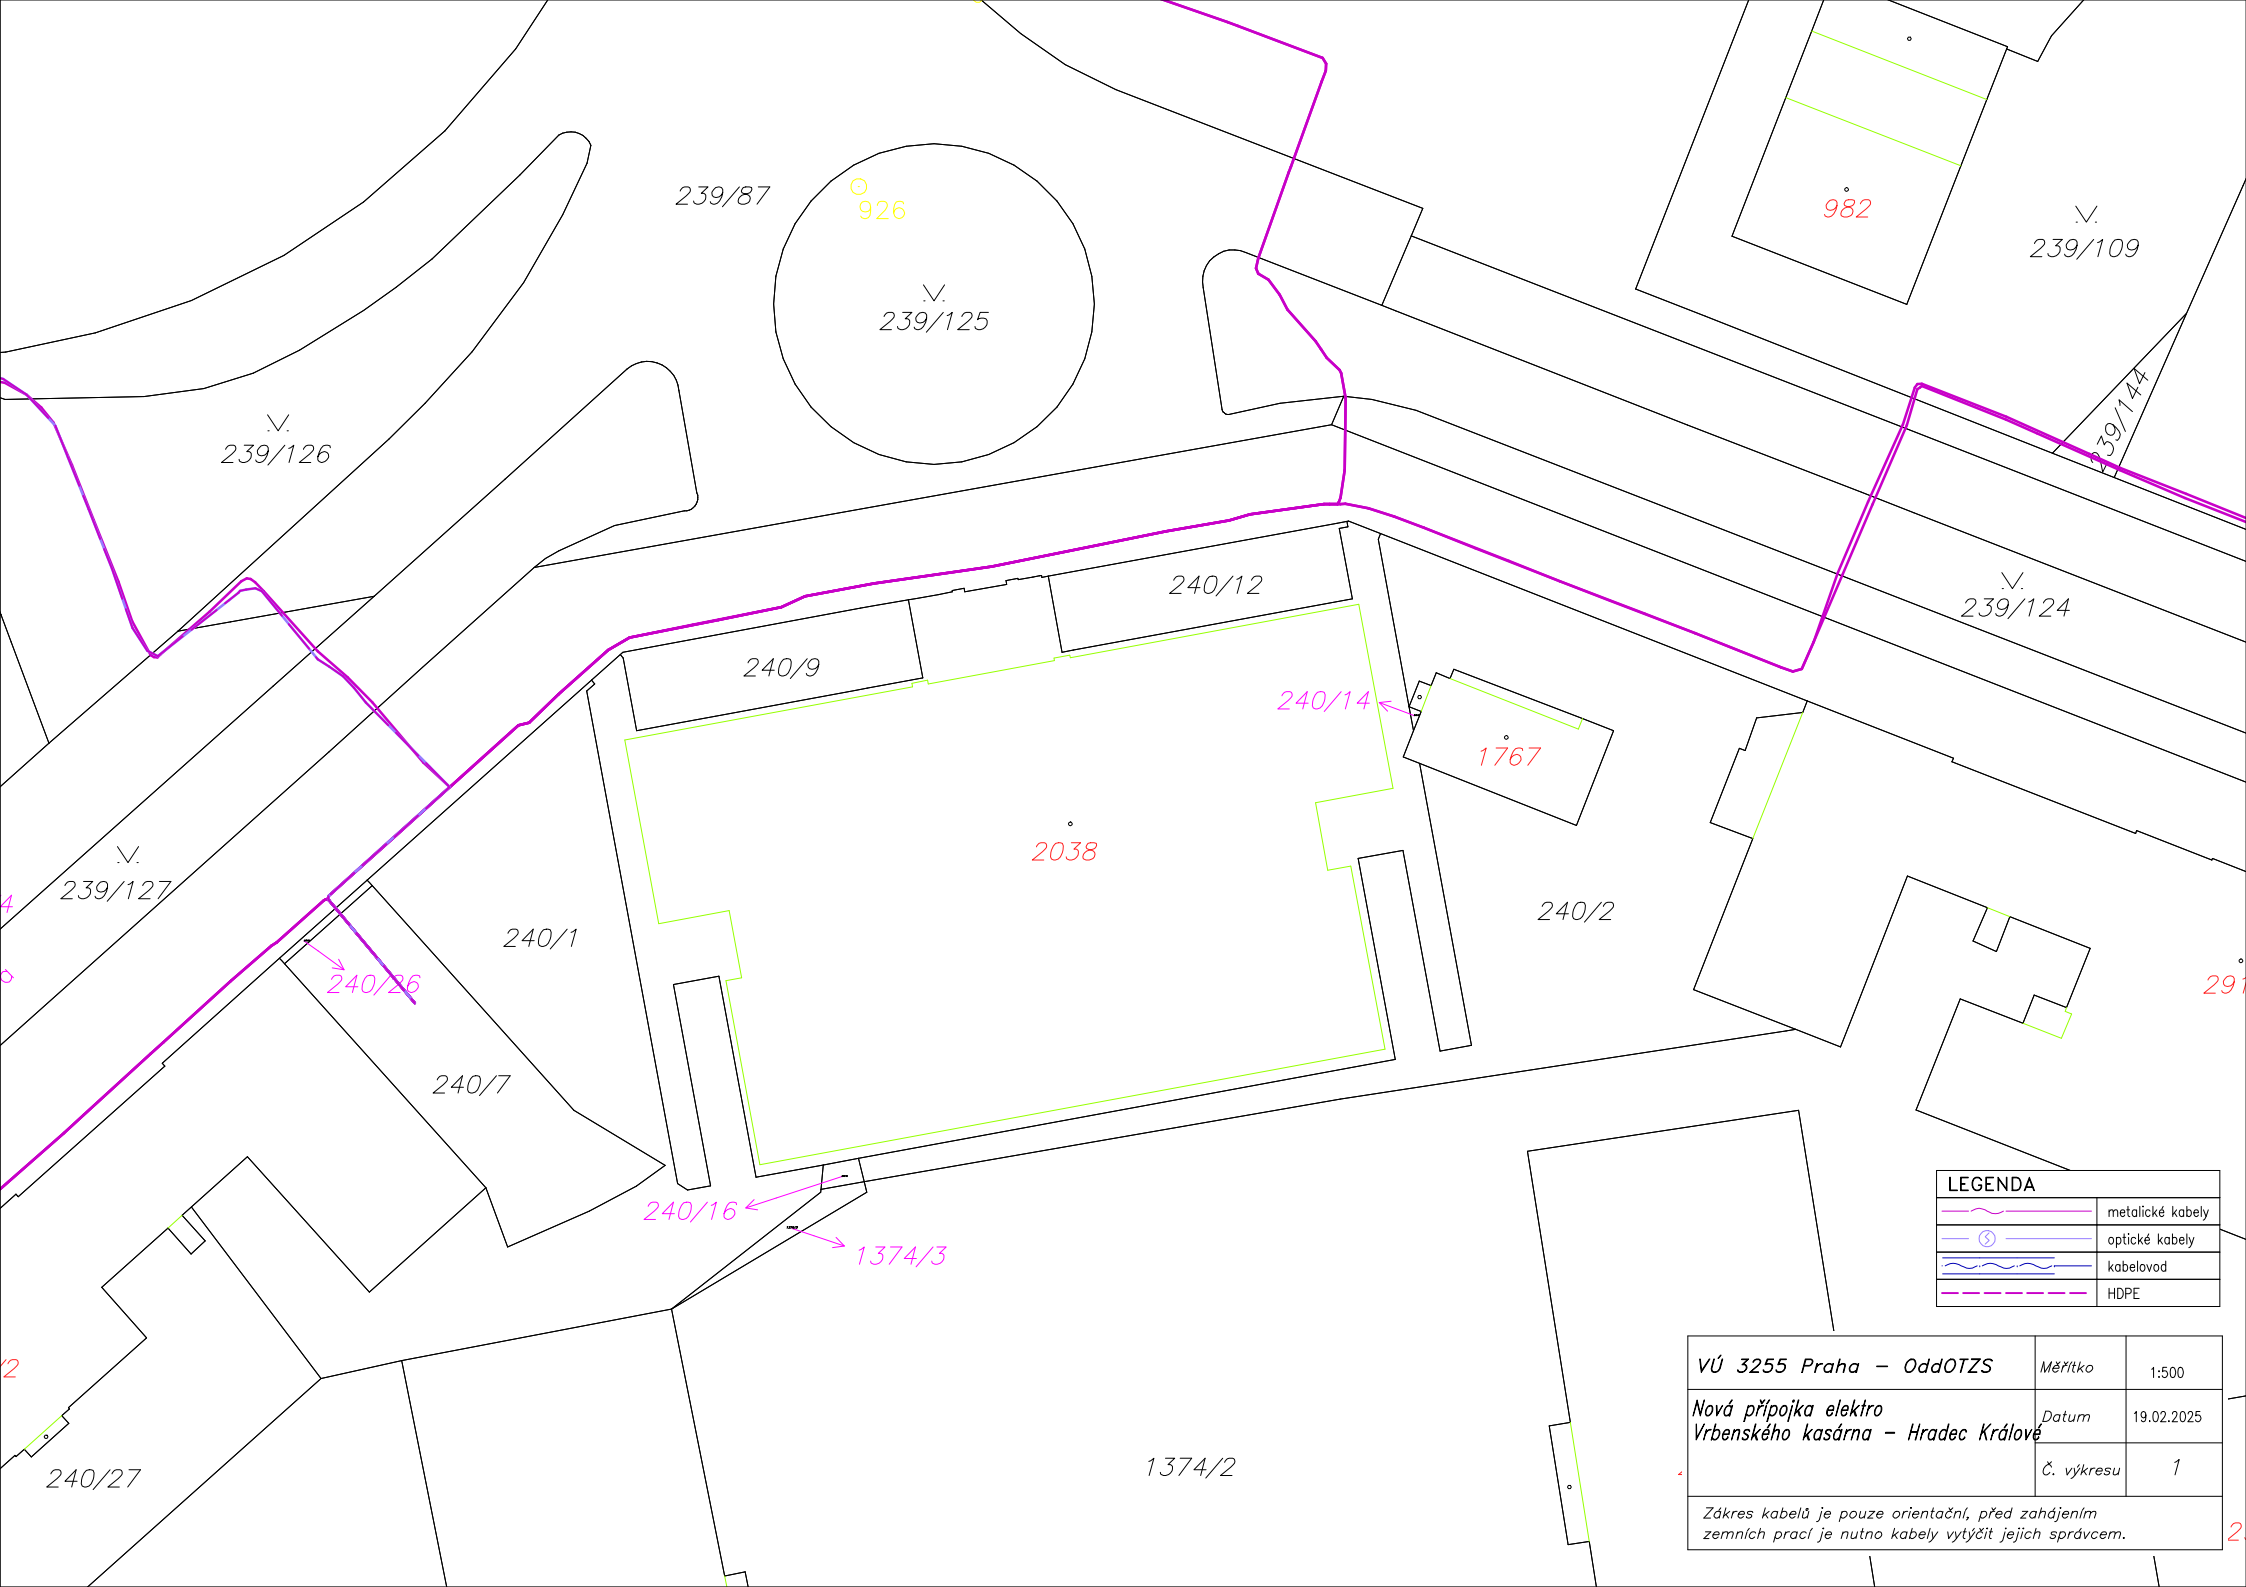 926
239/87
982
239/109
239/125
239/144
239/126
240/12
239/124
240/9
240/14
1767
2038
239/127
4
240/2
240/1
240/26
291
240/7
LEGENDA
metalické kabely
optické kabely
kabelovod
HDPE
240/16
1374/3
VÚ 3255 Praha – OddOTZS
Měřítko
1:500
/2
Nová přípojka elektro
Vrbenského kasárna – Hradec Králové
Datum
19.02.2025
Č. výkresu
1
240/27
1374/2
Zákres kabelů je pouze orientační, před zahájením
zemních prací je nutno kabely vytýčit jejich správcem.
2